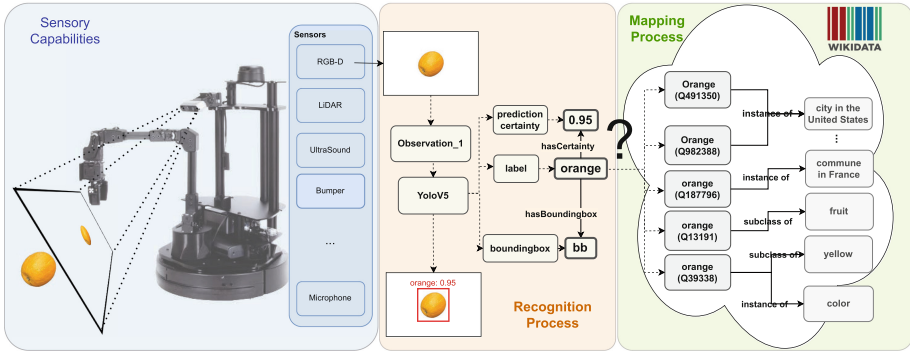 Sensory
Capabilities
Sensors
RGB-D
LiDAR
UltraSound
Bumper
...
Microphone
Observation_1
YoloV5
orange: 0.95
prediction
certainty
0.95
hasCertainty
label
orange
hasBoundingbox
boundingbox
bb
Recognition
Process
?
Mapping
Process
WIKIDATA
Orange
(Q491350)
instance of
city in the
United States
...
Orange
(Q982388)
orange
(Q187796)
instance of
commune
in France
orange
(Q13191)
subclass of
fruit
orange
(Q39338)
subclass of
yellow
instance of
color